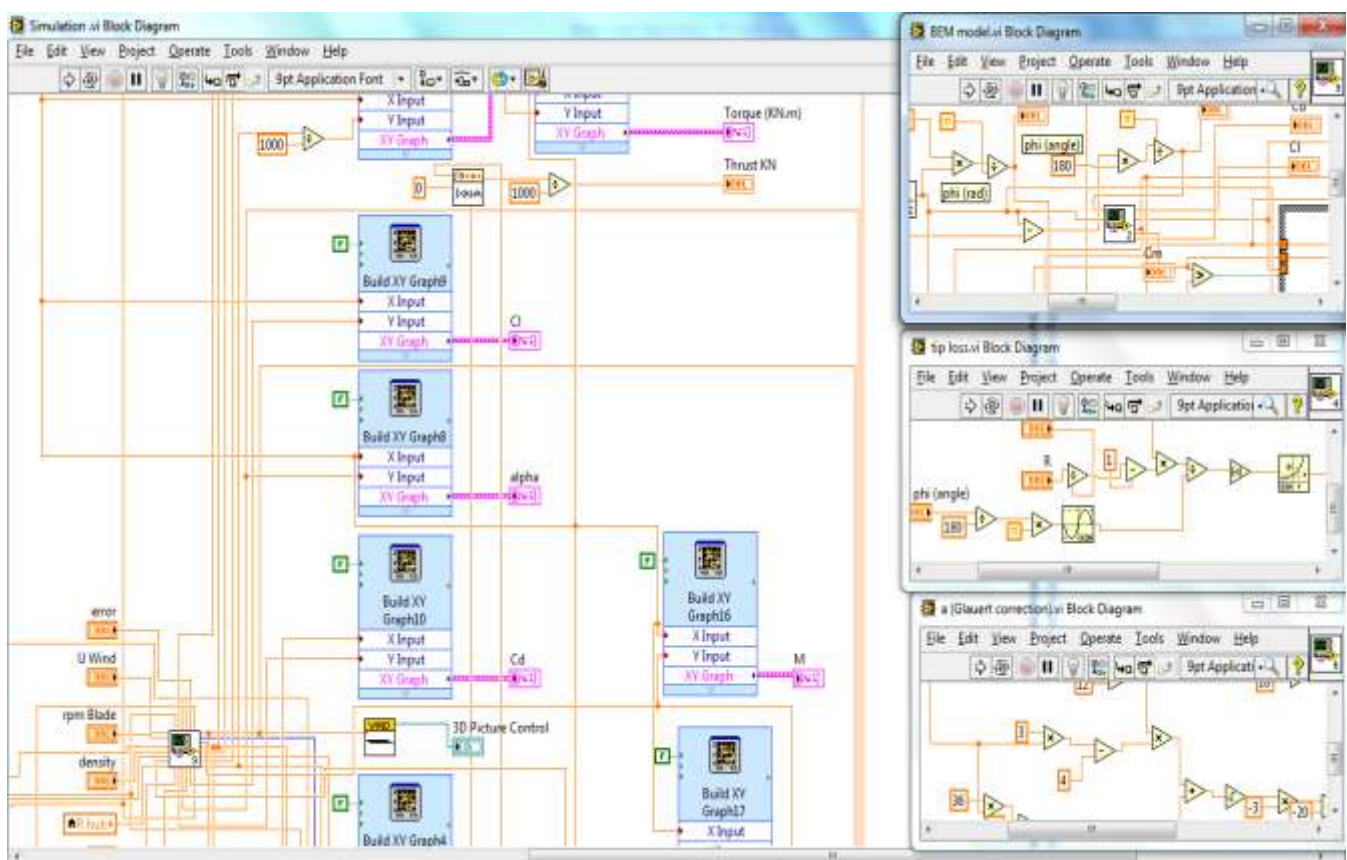 Simulation .vi Block Diagram
File Edit View Project Operate Tools Window Help
9pt Application Font
X Input
Y Input
XY Graph
1000
Y Input
XY Graph
Torque (KN.m)
Thrust KN
0
1000
F
Build XY Graph9
X Input
Y Input
XY Graph
Cl
F
Build XY Graph8
X Input
Y Input
XY Graph
alpha
F
Build XY
Graph10
X Input
Y Input
XY Graph
Cd
F
Build XY
Graph16
X Input
Y Input
XY Graph
M
error
U Wind
rpm Blade
density
R hub
3D Picture Control
F
Build XY
Graph4
F
Build XY
Graph17
X Input
BEM model.vi Block Diagram
File Edit View Project Operate Tools Window Help
9pt Application
Cd
Cl
phi (angle)
180
phi (rad)
Cm
tip loss.vi Block Diagram
File Edit View Project Operate Tools Window Help
9pt Application
R
1
phi (angle)
180
a (Glauert correction).vi Block Diagram
File Edit View Project Operate Tools Window Help
9pt Applicati
12
3
4
36
-3
-20